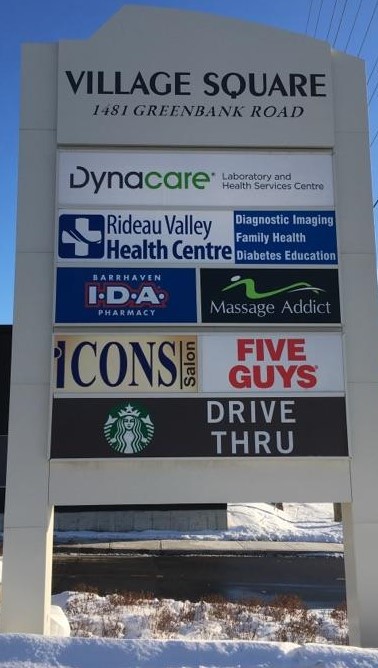 VILLAGE SQUARE
1481 GREENBANK ROAD
Dynacare Laboratory and
Health Services Centre
Rideau Valley
Health Centre
Diagnostic Imaging
Family Health
Diabetes Education
BARRHAVEN
I·D·A·
PHARMACY
Massage Addict
iCONS Salon
FIVE
GUYS
DRIVE
THRU